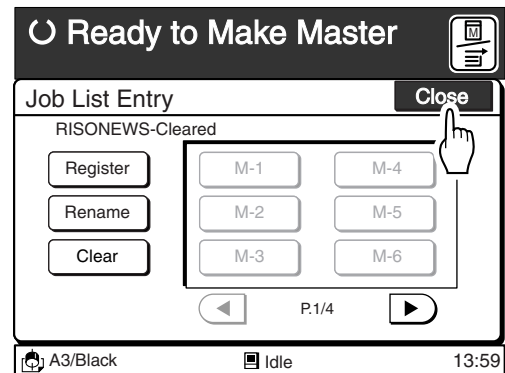 Ready to Make Master
M
Job List Entry
Close
RISONEWS-Cleared
Register
M-1
M-4
Rename
M-2
M-5
Clear
M-3
M-6
P.1/4
A3/Black
Idle
13:59